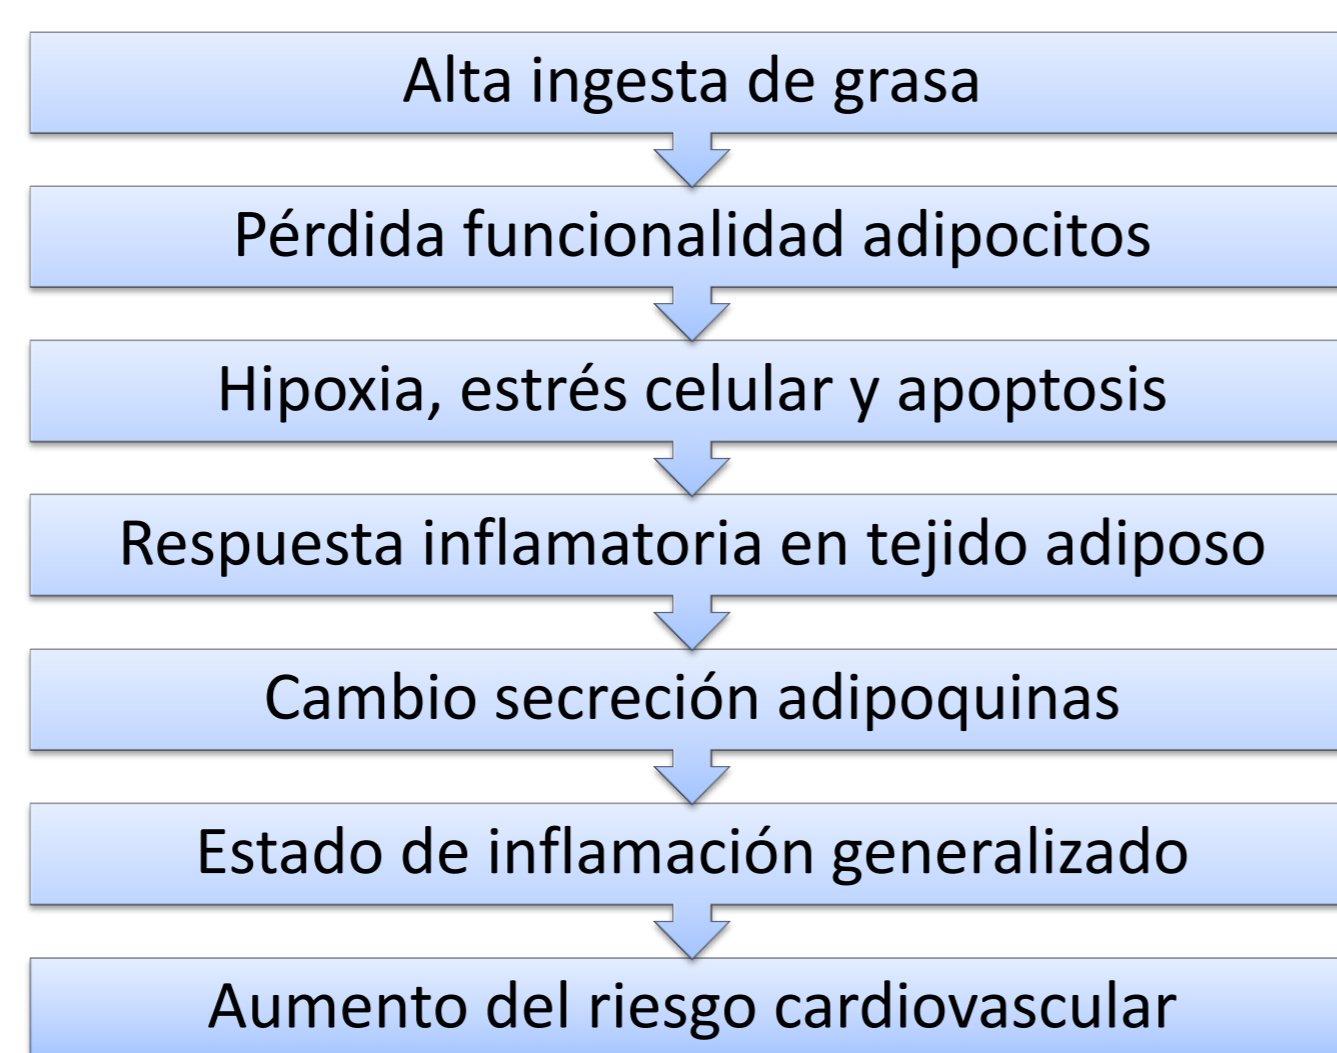 Alta ingesta de grasa
Pérdida funcionalidad adipocitos
Hipoxia, estrés celular y apoptosis
Respuesta inflamatoria en tejido adiposo
Cambio secreción adipoquinas
Estado de inflamación generalizado
Aumento del riesgo cardiovascular